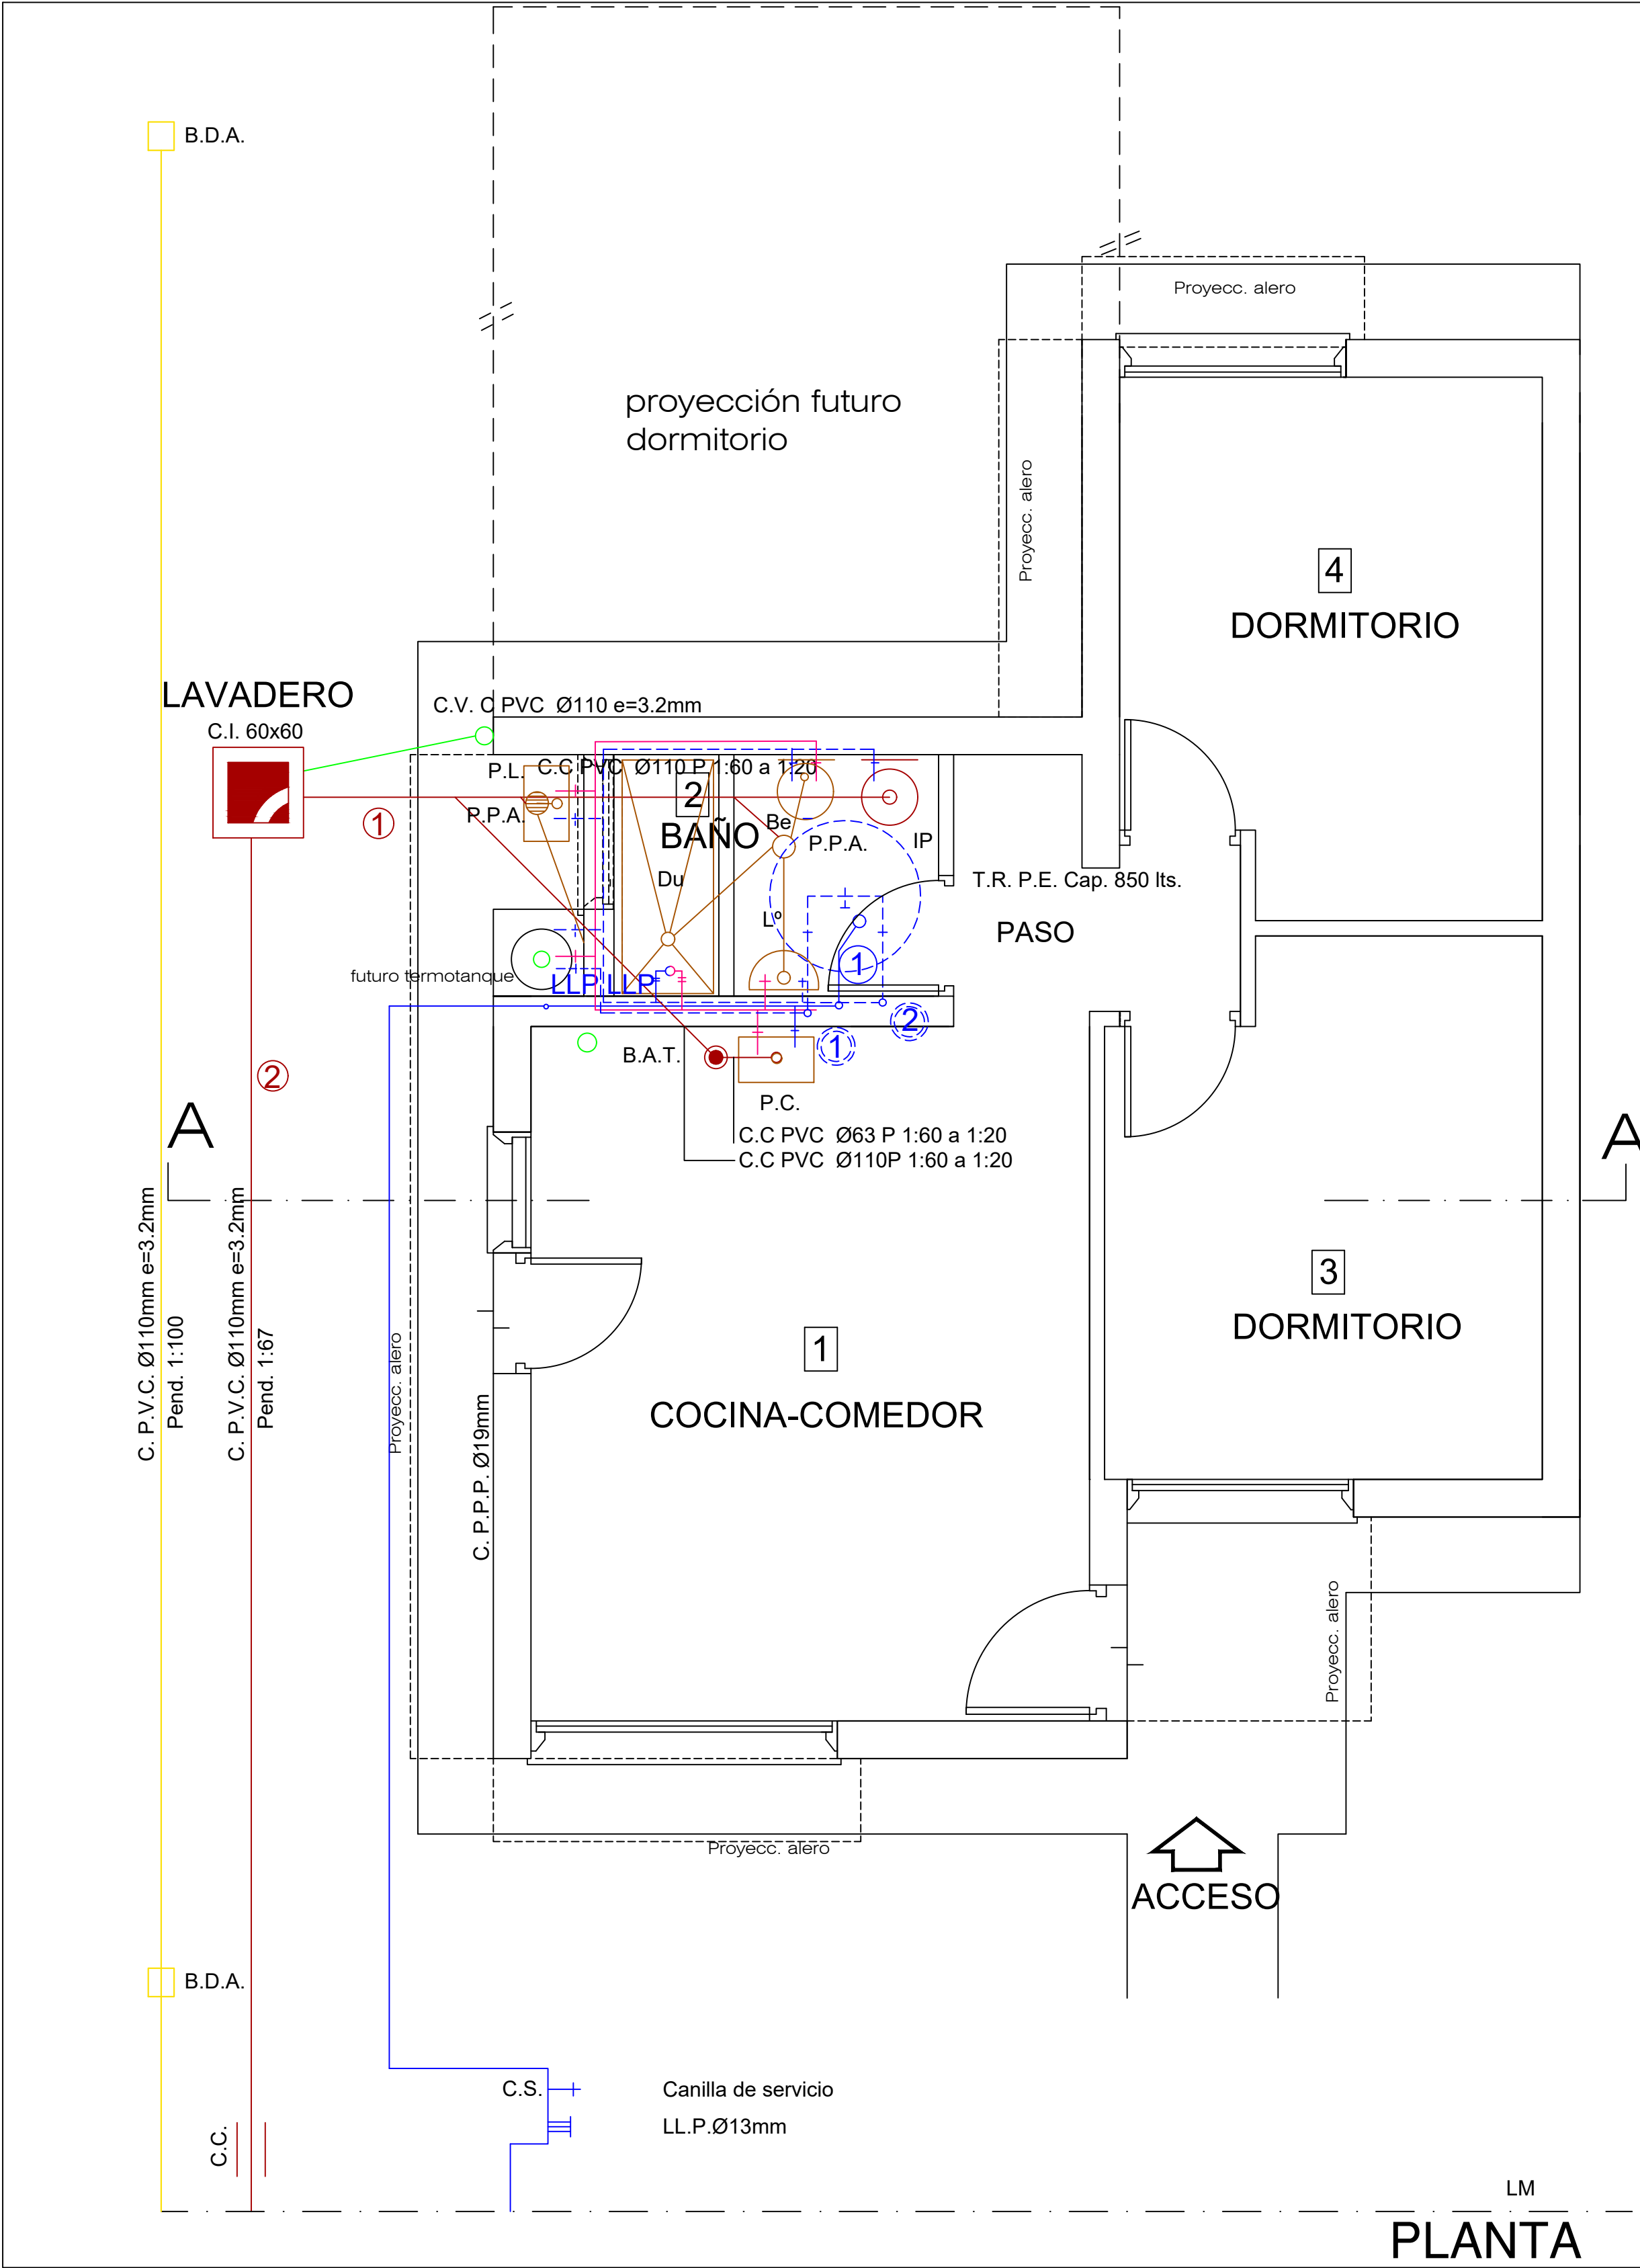 B.D.A.
Proyecc. alero
proyección futuro
dormitorio
Proyecc. alero
4
DORMITORIO
LAVADERO
C.I. 60x60
C.V. C PVC Ø110 e=3.2mm
P.L.
C.C PVC Ø110 P 1:60 a 1:20
2
BAÑO
P.P.A.
1
Be
P.P.A.
IP
Du
T.R. P.E. Cap. 850 lts.
Lº
PASO
1
futuro termotanque
LLP LLP
2
1
B.A.T.
2
P.C.
A
A
C.C PVC Ø63 P 1:60 a 1:20
C.C PVC Ø110P 1:60 a 1:20
C. P.V.C. Ø110mm e=3.2mm
Pend. 1:100
C. P.V.C. Ø110mm e=3.2mm
Pend. 1:67
3
DORMITORIO
1
COCINA-COMEDOR
Proyecc. alero
C. P.P.P. Ø19mm
Proyecc. alero
Proyecc. alero
ACCESO
B.D.A.
C.S.
Canilla de servicio
LL.P.Ø13mm
C.C.
LM
PLANTA